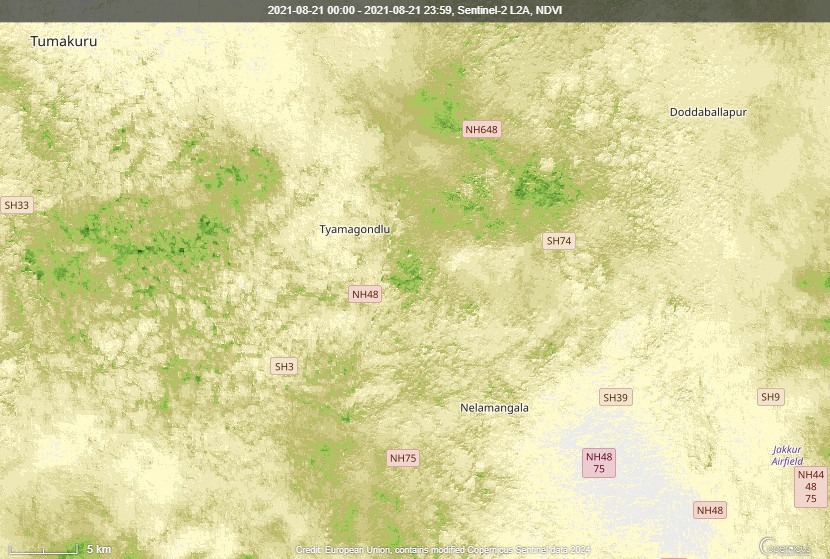 2021-08-21 00:00 - 2021-08-21 23:59, Sentinel-2 L2A, NDVI
Tumakuru
Doddaballapur
NH648
SH33
Tyamagondlu
SH74
NH48
SH3
SH39
SH9
Nelamangala
NH48
75
NH75
Jakkur
Airfield
NH44
48
75
NH48
5 km
Credit: European Union, contains modified Copernicus Sentinel data 2024